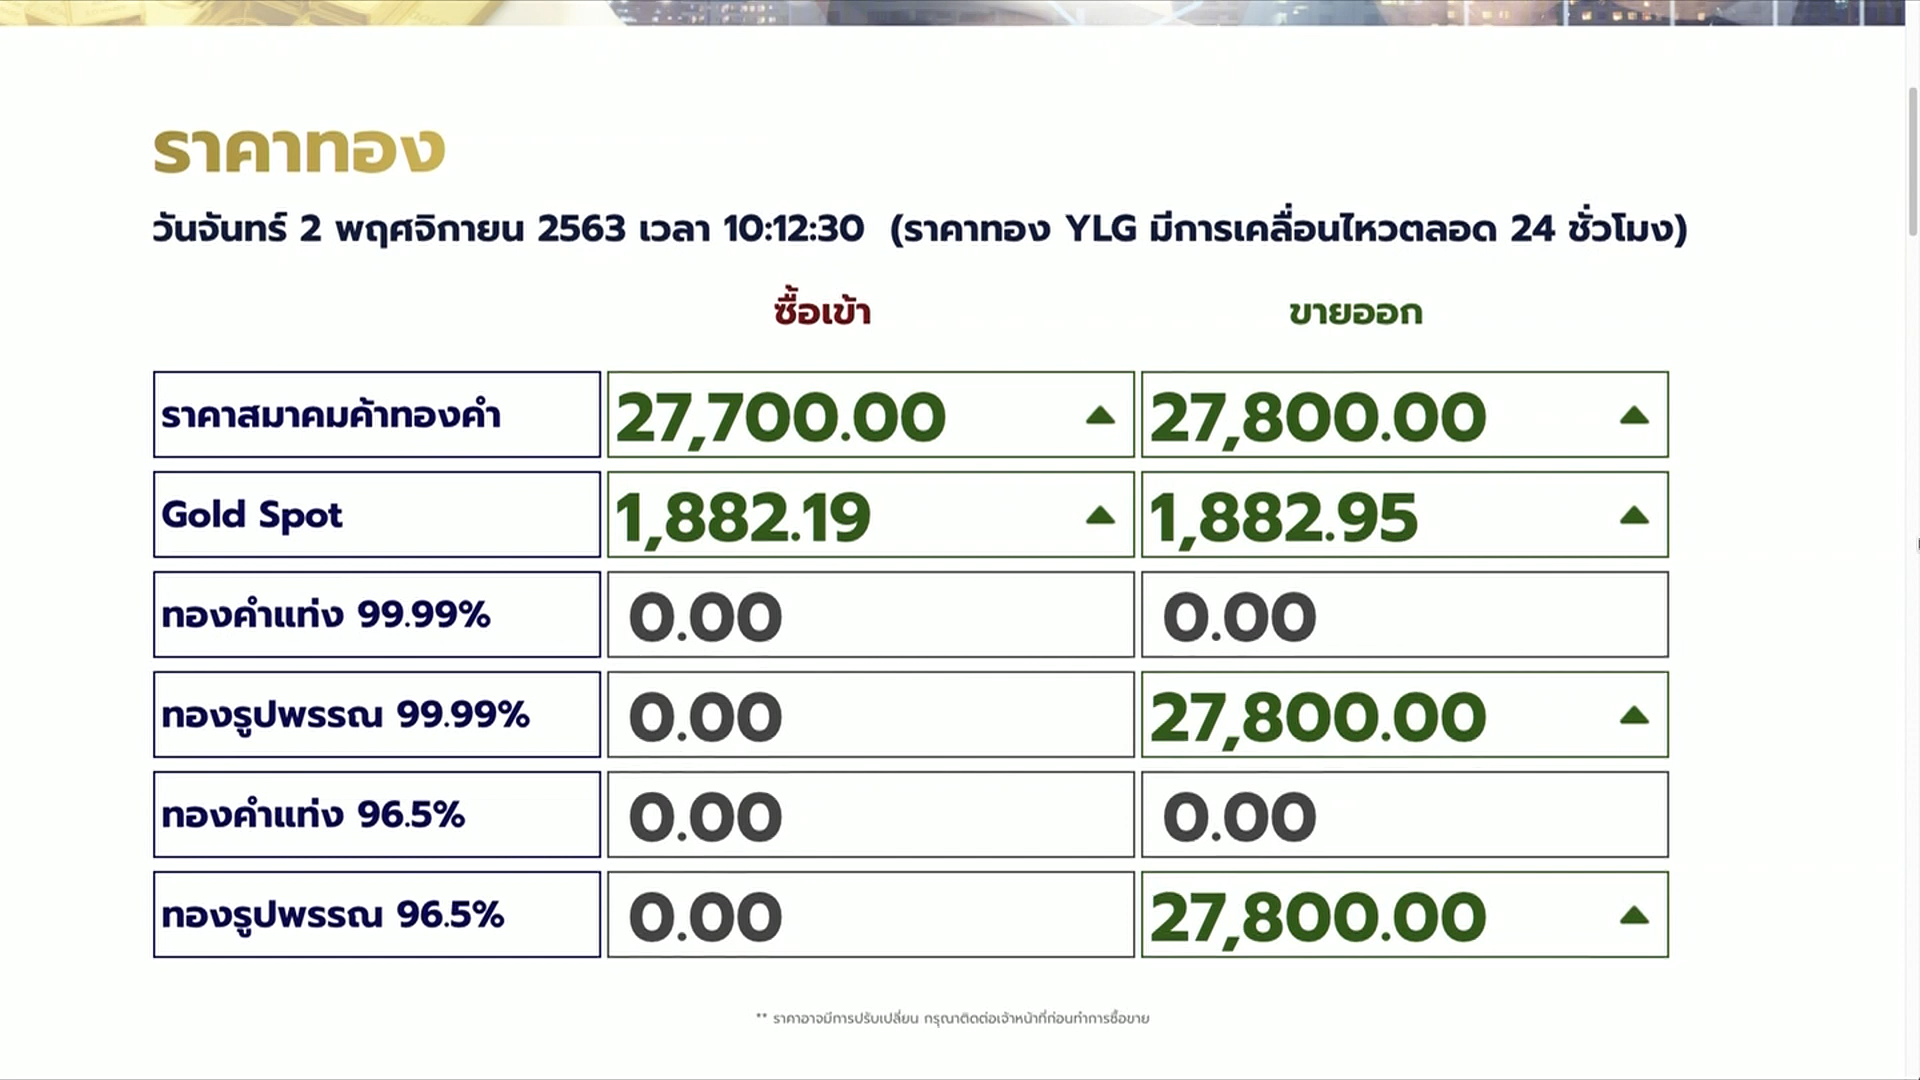 ราคาทอง
วันจันทร์ 2 พฤศจิกายน 2563 เวลา 10:12:30 (ราคาทอง YLG มีการเคลื่อนไหวตลอด 24 ชั่วโมง)
ซื้อเข้า ขายออก
ราคาสมาคมค้าทองคำ 27,700.00 ▲ 27,800.00 ▲
Gold Spot 1,882.19 ▲ 1,882.95 ▲
ทองคำแท่ง 99.99% 0.00 0.00
ทองรูปพรรณ 99.99% 0.00 27,800.00 ▲
ทองคำแท่ง 96.5% 0.00 0.00
ทองรูปพรรณ 96.5% 0.00 27,800.00 ▲
** ราคาอาจมีการปรับเปลี่ยน กรุณาติดต่อเจ้าหน้าที่ก่อนทำการซื้อขาย